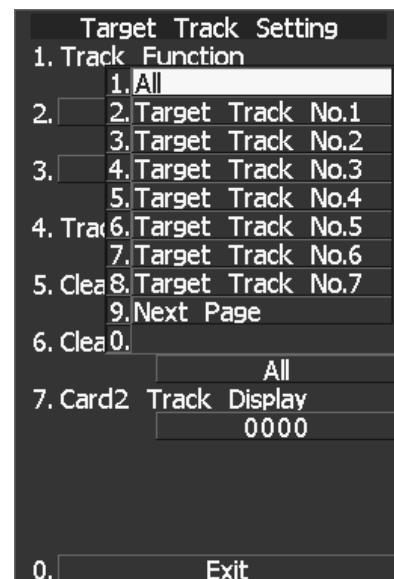 Target Track Setting
1. Track Function
1. All
2. 2. Target Track No.1
3. Target Track No.2
3. 4. Target Track No.3
5. Target Track No.4
4. 6. Target Track No.5
7. Target Track No.6
5. 8. Target Track No.7
9. Next Page
6. 0.
All
7. Card2 Track Display
0000
0. Exit